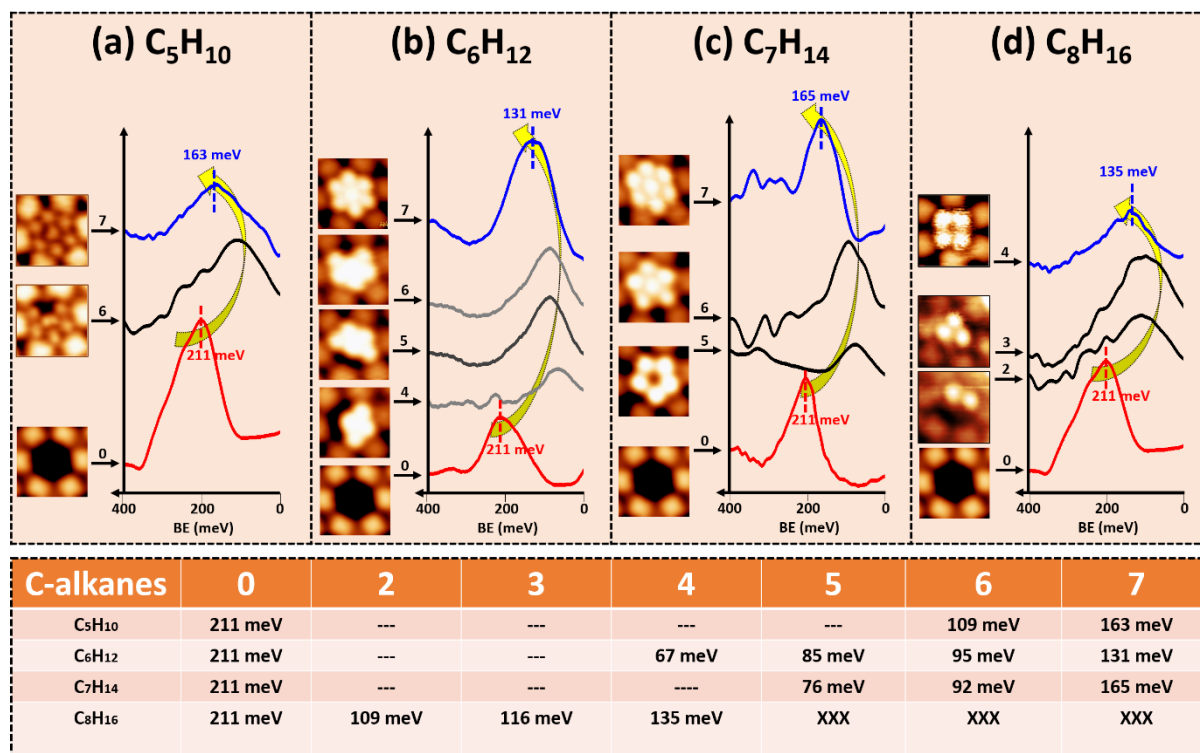 (a) C₅H₁₀
163 meV
7
6
211 meV
0
400 200 0
BE (meV)
(b) C₆H₁₂
131 meV
7
6
5
4
211 meV
0
400 200 0
BE (meV)
(c) C₇H₁₄
165 meV
7
6
5
211 meV
0
400 200 0
BE (meV)
(d) C₈H₁₆
135 meV
4
3
2
211 meV
0
400 200 0
BE (meV)
C-alkanes 0 2 3 4 5 6 7
C₅H₁₀ 211 meV --- --- --- --- 109 meV 163 meV
C₆H₁₂ 211 meV --- --- 67 meV 85 meV 95 meV 131 meV
C₇H₁₄ 211 meV --- --- ---- 76 meV 92 meV 165 meV
C₈H₁₆ 211 meV 109 meV 116 meV 135 meV XXX XXX XXX